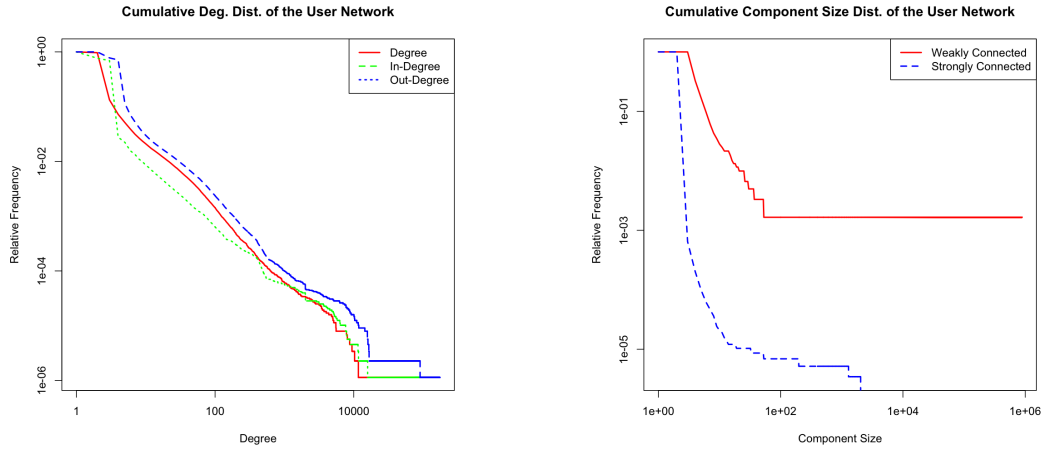 Cumulative Deg. Dist. of the User Network
Relative Frequency
1e+00
1e-02
1e-04
1e-06
Degree
In-Degree
Out-Degree
1
100
10000
Degree
Cumulative Component Size Dist. of the User Network
Relative Frequency
1e-01
1e-03
1e-05
Weakly Connected
Strongly Connected
1e+00
1e+02
1e+04
1e+06
Component Size